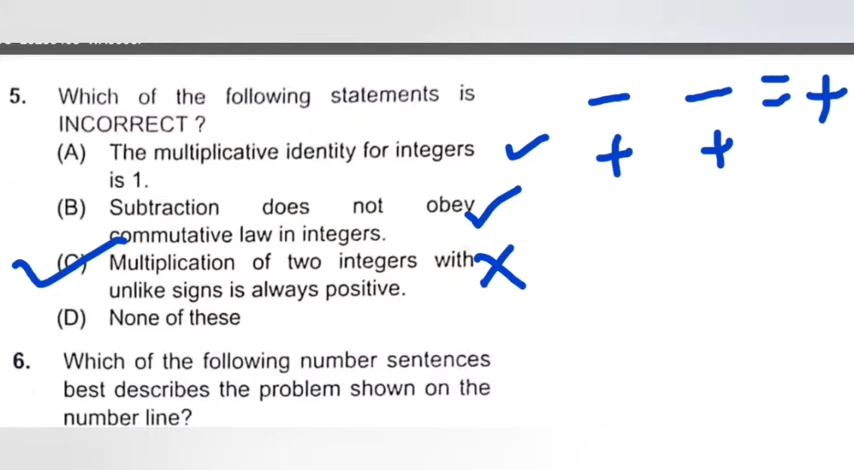 5. Which of the following statements is
INCORRECT ?
(A) The multiplicative identity for integers
is 1.
(B) Subtraction does not obey
commutative law in integers.
(C) Multiplication of two integers with
unlike signs is always positive.
(D) None of these
6. Which of the following number sentences
best describes the problem shown on the
number line?
− − = +
+ +